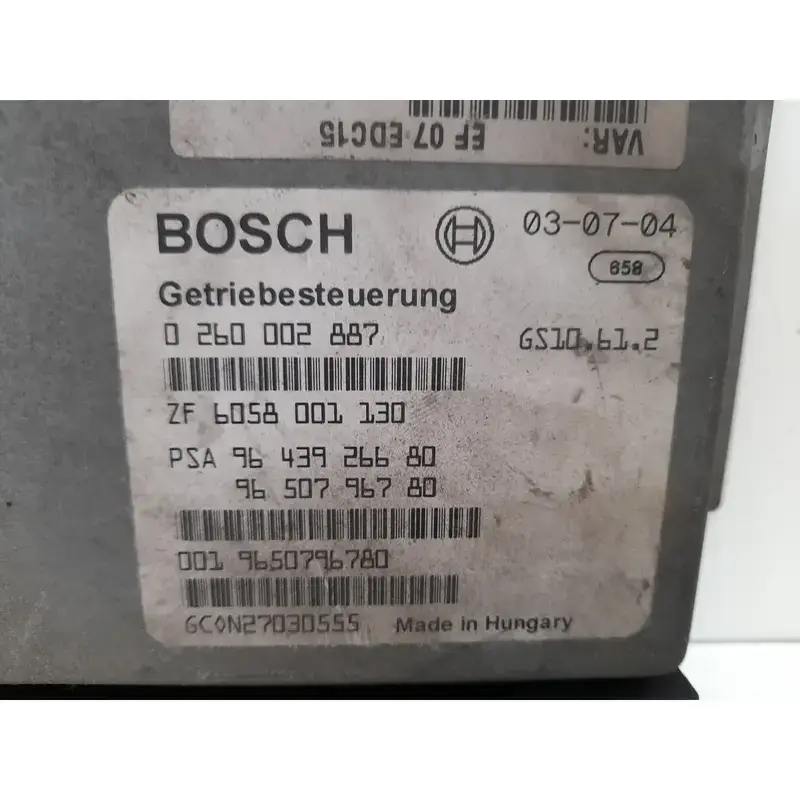 VAR: EF 07 EDC15
BOSCH 03-07-04
658
Getriebesteuerung
0 260 002 887 GS10.61.2
ZF 6058 001 130
PSA 96 439 266 80
96 507 967 80
001 9650796780
GC0N27030555 Made in Hungary